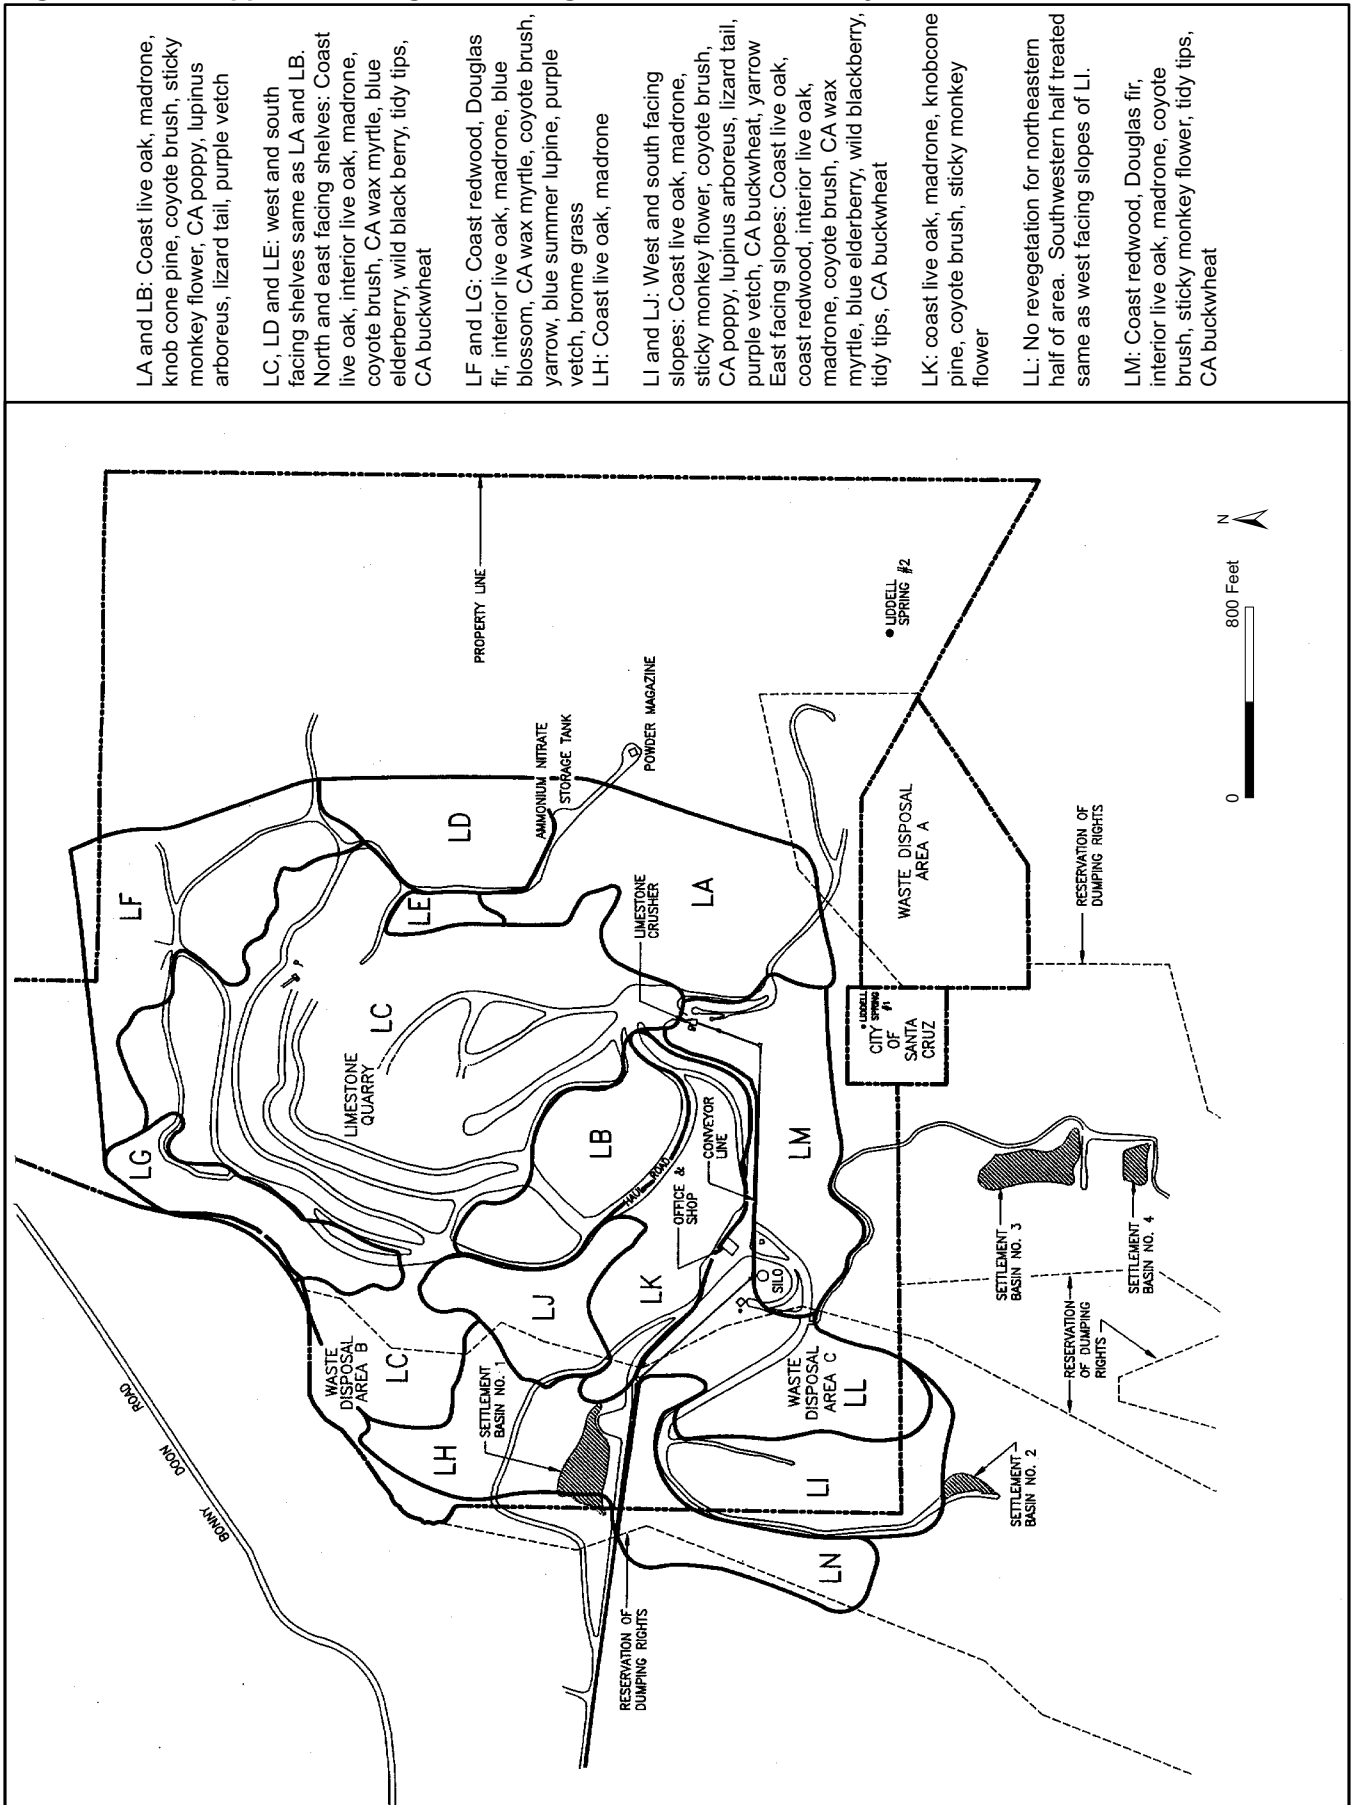 LA and LB: Coast live oak, madrone,
knob cone pine, coyote brush, sticky
monkey flower, CA poppy, lupinus
arboreus, lizard tail, purple vetch
LC, LD and LE: west and south
facing shelves same as LA and LB.
North and east facing shelves: Coast
live oak, interior live oak, madrone,
coyote brush, CA wax myrtle, blue
elderberry, wild black berry, tidy tips,
CA buckwheat
LF and LG: Coast redwood, Douglas
fir, interior live oak, madrone, blue
blossom, CA wax myrtle, coyote brush,
yarrow, blue summer lupine, purple
vetch, brome grass
LH: Coast live oak, madrone
LI and LJ: West and south facing
slopes: Coast live oak, madrone,
sticky monkey flower, coyote brush,
CA poppy, lupinus arboreus, lizard tail,
purple vetch, CA buckwheat, yarrow
East facing slopes: Coast live oak,
coast redwood, interior live oak,
madrone, coyote brush, CA wax
myrtle, blue elderberry, wild blackberry,
tidy tips, CA buckwheat
LK: coast live oak, madrone, knobcone
pine, coyote brush, sticky monkey
flower
LL: No revegetation for northeastern
half of area. Southwestern half treated
same as west facing slopes of LI.
LM: Coast redwood, Douglas fir,
interior live oak, madrone, coyote
brush, sticky monkey flower, tidy tips,
CA buckwheat
BONNY DOON ROAD
PROPERTY LINE
LF
LG
LD
LE
LC
LIMESTONE
QUARRY
P
AMMONIUM NITRATE
STORAGE TANK
POWDER MAGAZINE
LA
LIMESTONE
CRUSHER
LB
HAUL ROAD
OFFICE &
SHOP
CONVEYOR
LINE
LJ
LK
WASTE
DISPOSAL
AREA B
LC
LH
SETTLEMENT
BASIN NO. 1
LM
SILO
WASTE
DISPOSAL
AREA C
LL
LI
LN
RESERVATION OF
DUMPING RIGHTS
SETTLEMENT
BASIN NO. 2
LIDDELL
SPRING #2
WASTE DISPOSAL
AREA A
LIDDELL
SPRING
#1
CITY
OF
SANTA
CRUZ
RESERVATION OF
DUMPING RIGHTS
SETTLEMENT
BASIN NO. 3
SETTLEMENT
BASIN NO. 4
RESERVATION
OF DUMPING
RIGHTS
N
0
800 Feet